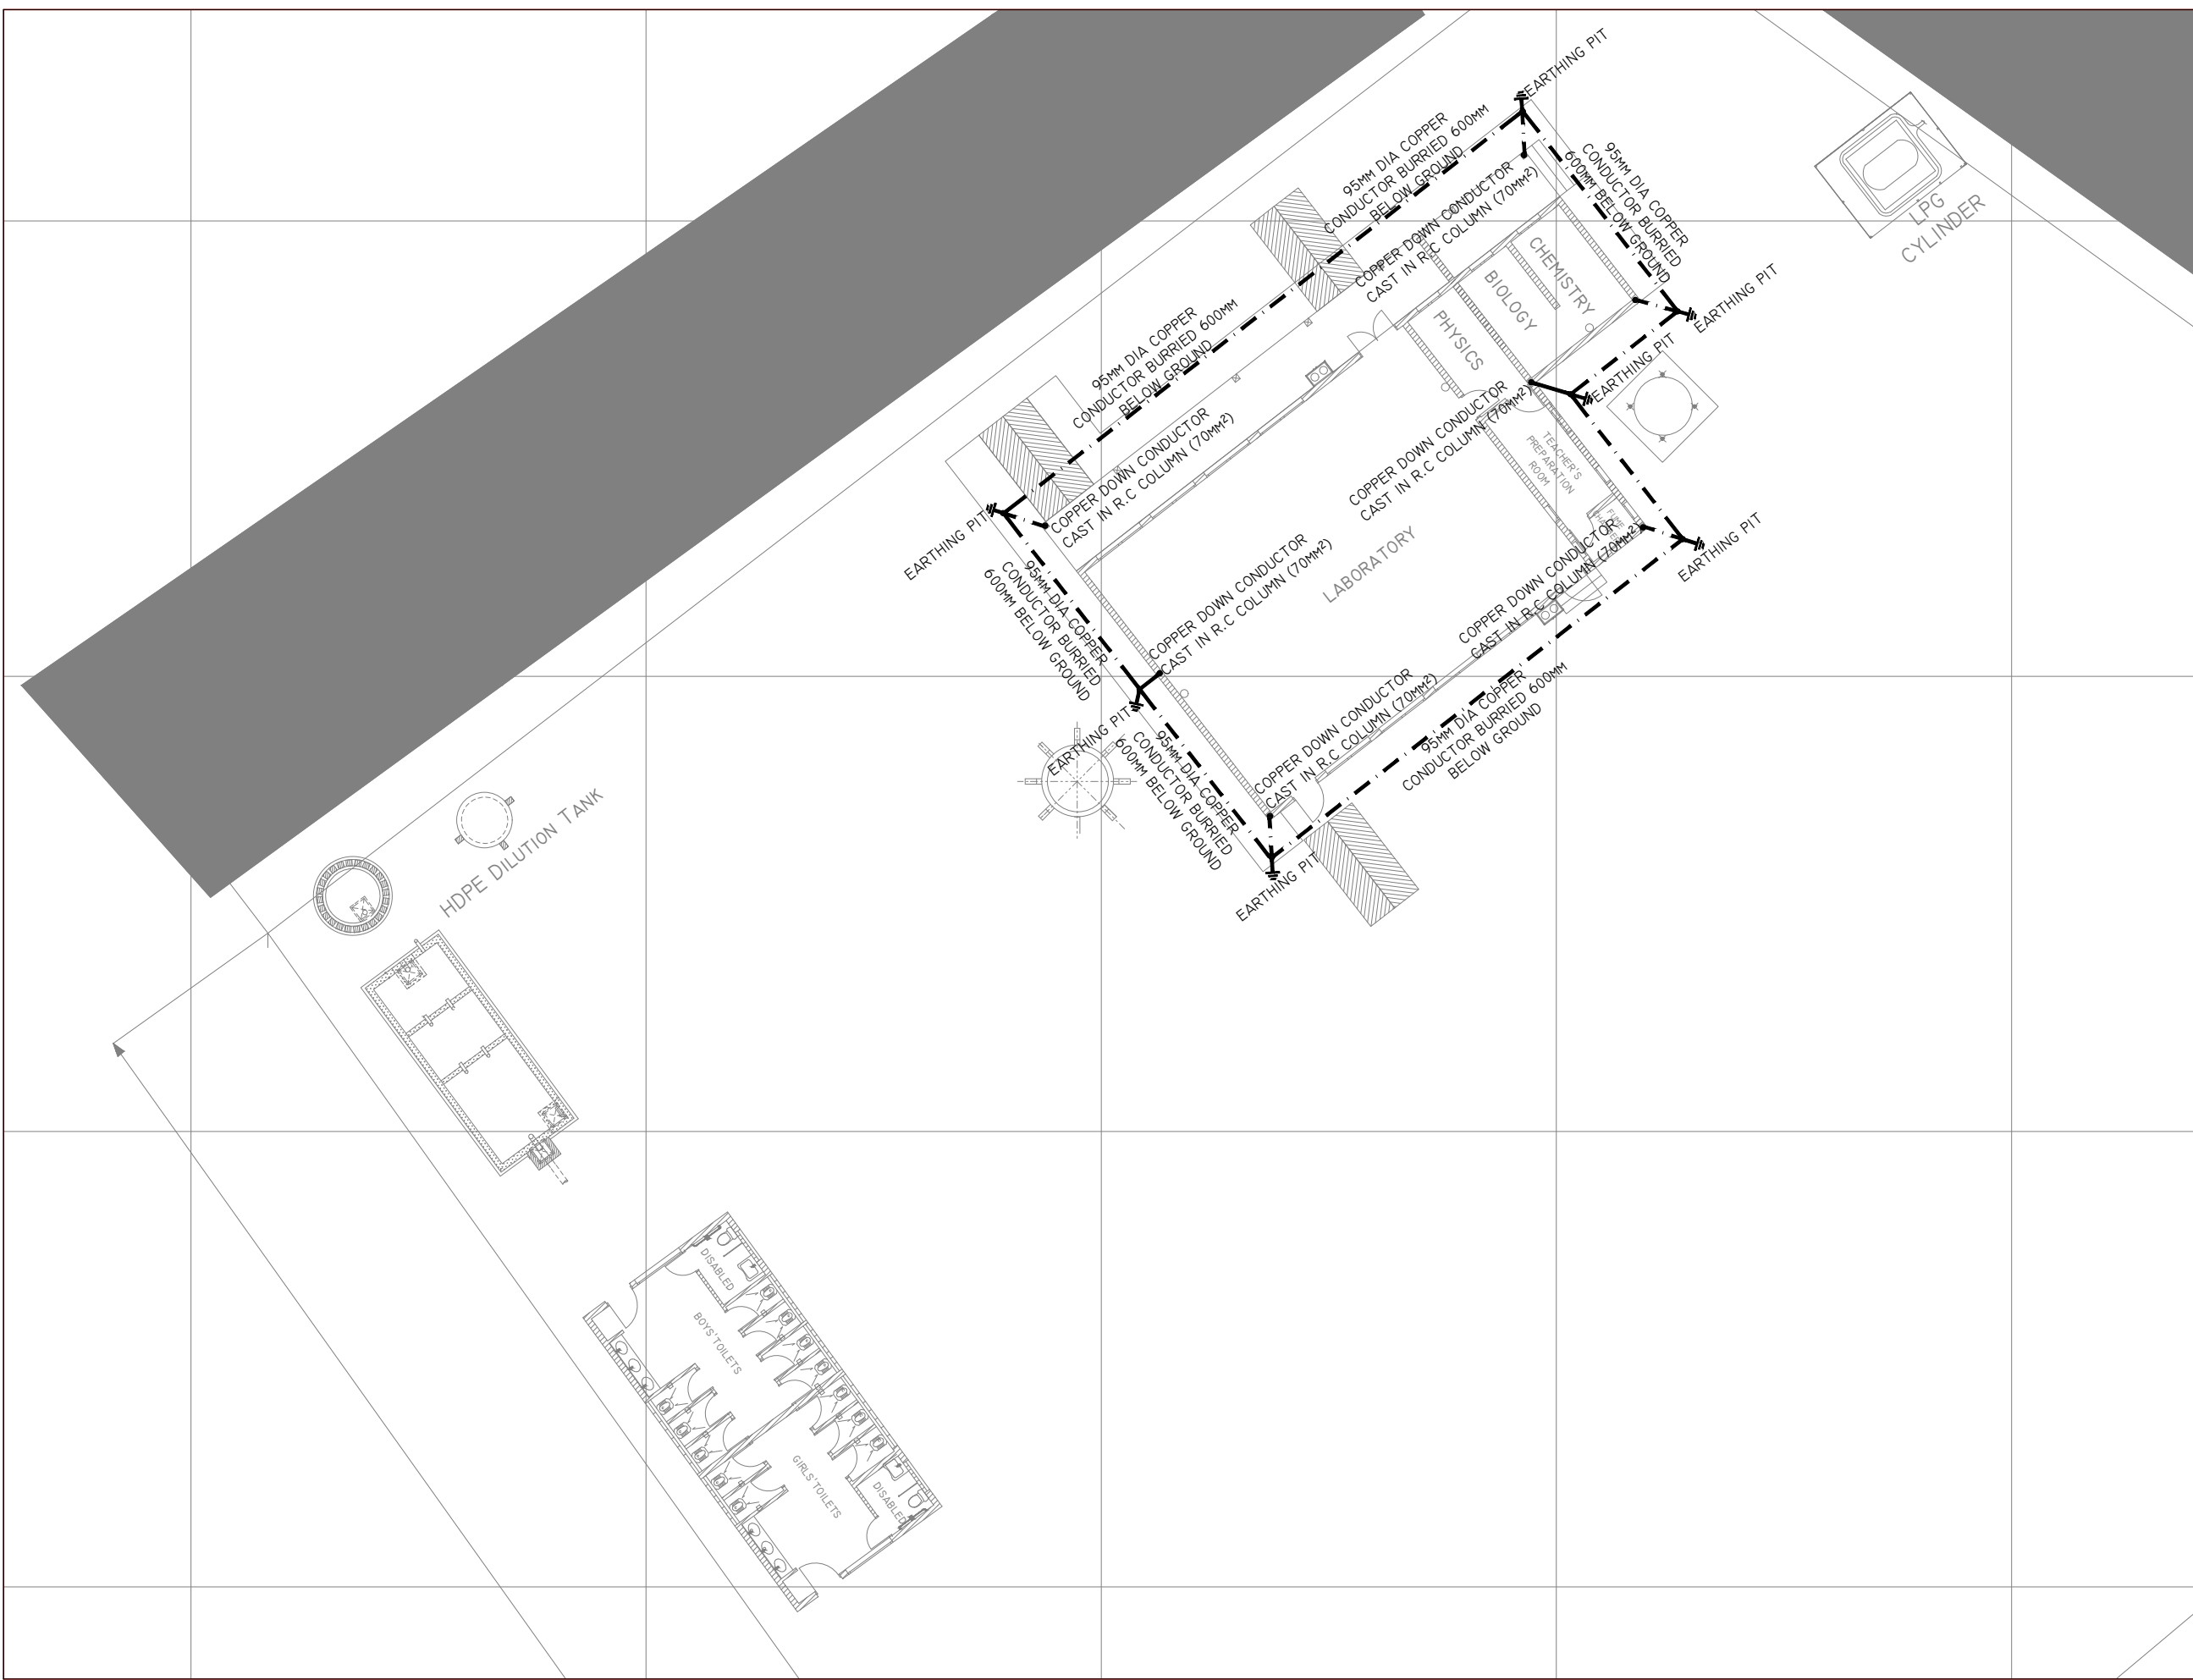 EARTHING PIT
95MM DIA COPPER
CONDUCTOR BURRIED 600MM
BELOW GROUND
95MM DIA COPPER
CONDUCTOR BURRIED
600MM BELOW GROUND
COPPER DOWN CONDUCTOR
CAST IN R.C COLUMN (70MM²)
LPG
CYLINDER
CHEMISTRY
BIOLOGY
PHYSICS
EARTHING PIT
95MM DIA COPPER
CONDUCTOR BURRIED 600MM
BELOW GROUND
EARTHING PIT
COPPER DOWN CONDUCTOR
CAST IN R.C COLUMN (70MM²)
COPPER DOWN CONDUCTOR
CAST IN R.C COLUMN (70MM²)
TEACHER'S
PREPARATION
ROOM
FUME
EARTHING PIT
EARTHING PIT
LABORATORY
95MM DIA COPPER
CONDUCTOR BURRIED
600MM BELOW GROUND
COPPER DOWN CONDUCTOR
CAST IN R.C COLUMN (70MM²)
COPPER DOWN CONDUCTOR
CAST IN R.C COLUMN (70MM²)
EARTHING PIT
COPPER DOWN CONDUCTOR
CAST IN R.C COLUMN (70MM²)
95MM DIA COPPER
CONDUCTOR BURRIED 600MM
BELOW GROUND
95MM DIA COPPER
CONDUCTOR BURRIED
600MM BELOW GROUND
EARTHING PIT
HDPE DILUTION TANK
DISABLED
BOYS'TOILETS
GIRLS'TOILETS
DISABLED